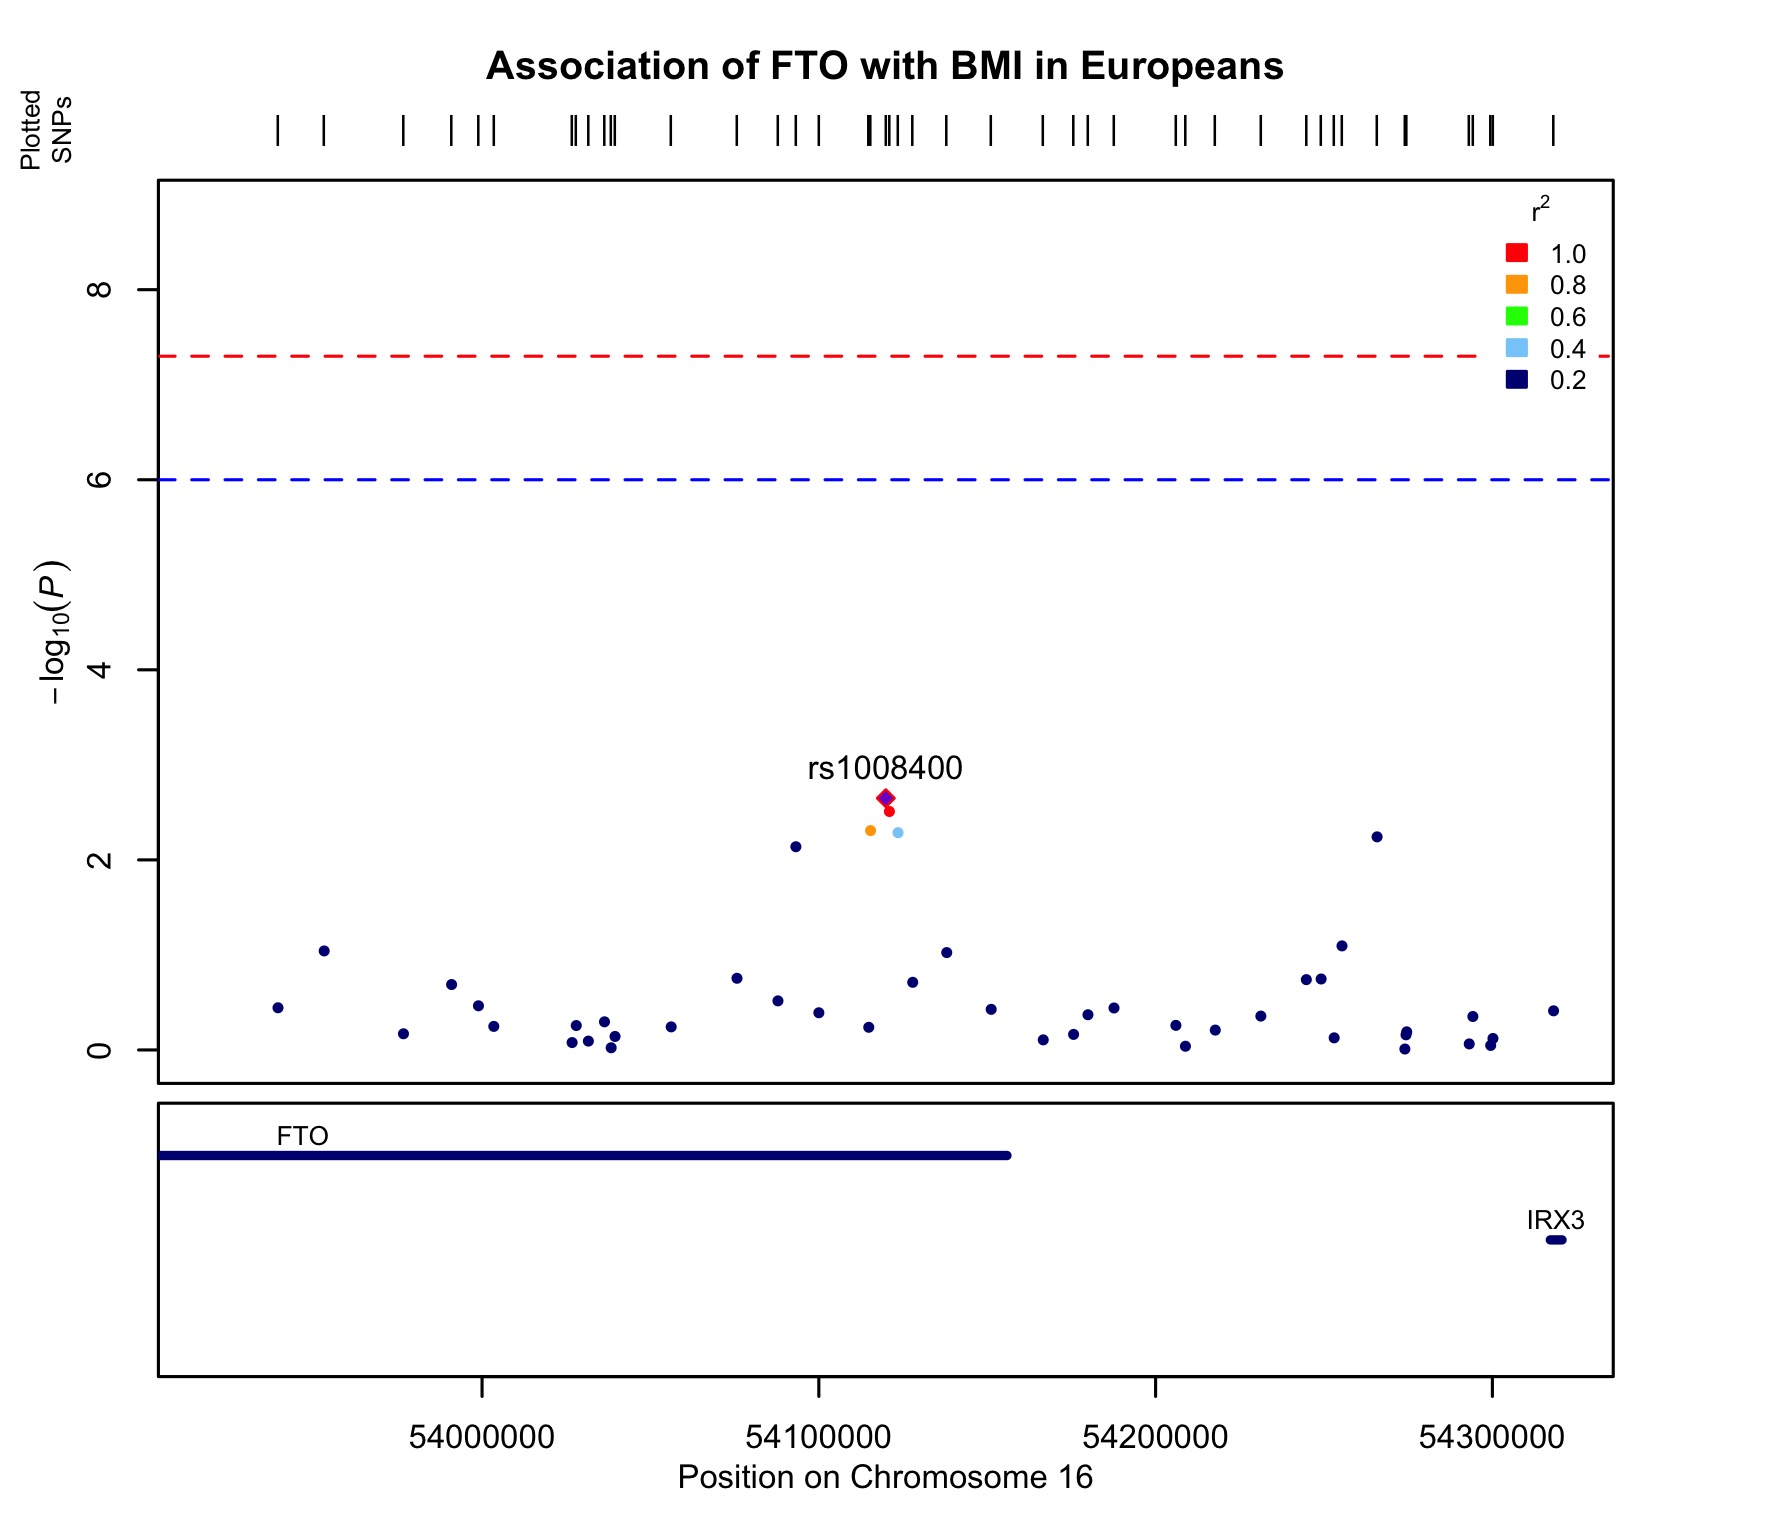 Association of FTO with BMI in Europeans
Plotted
SNPs
r²
1.0
0.8
0.6
0.4
0.2
8
6
4
2
0
−log₁₀(P)
rs1008400
FTO
IRX3
54000000 54100000 54200000 54300000
Position on Chromosome 16